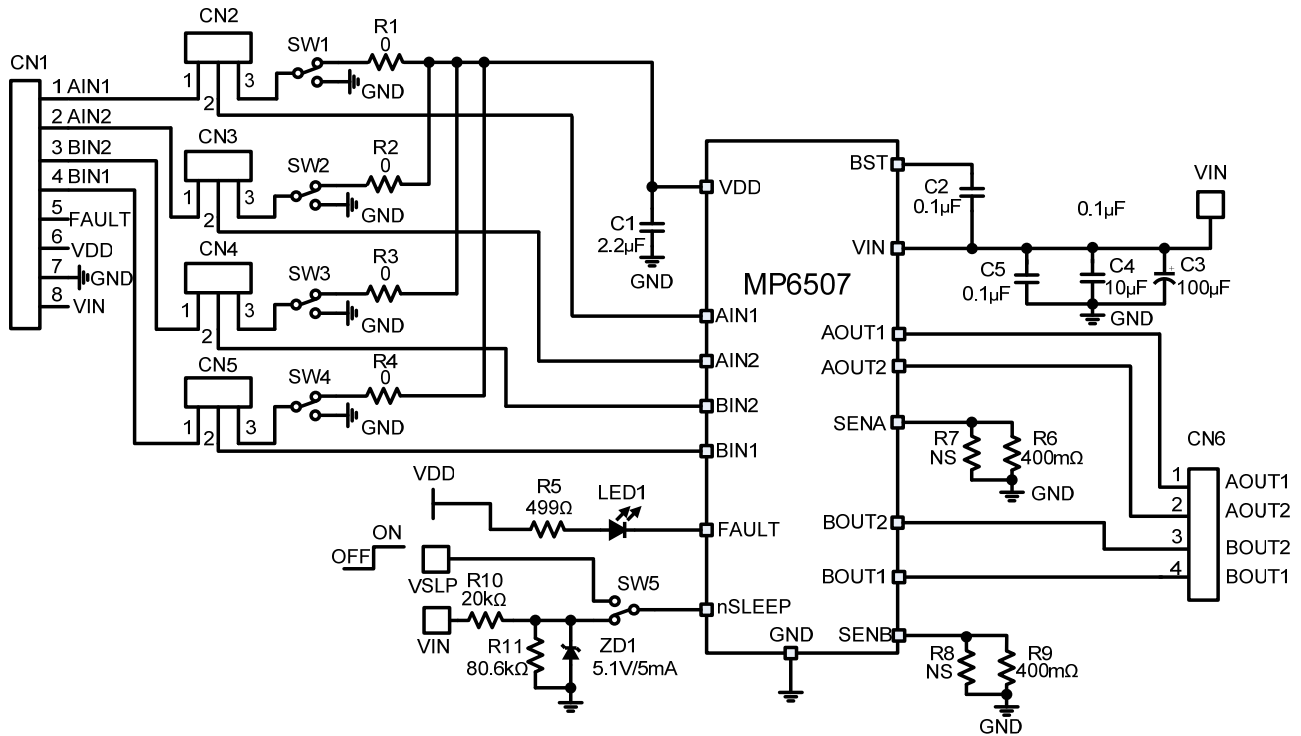 CN1
1 AIN1
2 AIN2
3 BIN2
4 BIN1
5 FAULT
6 VDD
7 GND
8 VIN
CN2
1 2 3
SW1
R1
0
GND
CN3
1 2 3
SW2
R2
0
GND
CN4
1 2 3
SW3
R3
0
GND
CN5
1 2 3
SW4
R4
0
GND
C1
2.2µF
GND
VDD
R5
499Ω
LED1
ON
OFF
VSLP
VIN
R10
20kΩ
R11
80.6kΩ
ZD1
5.1V/5mA
SW5
MP6507
VDD
AIN1
AIN2
BIN2
BIN1
FAULT
nSLEEP
GND
BST
VIN
AOUT1
AOUT2
SENA
BOUT2
BOUT1
SENB
C2
0.1µF
0.1µF
VIN
C5
0.1µF
C4
10µF
+
C3
100µF
GND
R7
NS
R6
400mΩ
GND
CN6
1 AOUT1
2 AOUT2
3 BOUT2
4 BOUT1
R8
NS
R9
400mΩ
GND